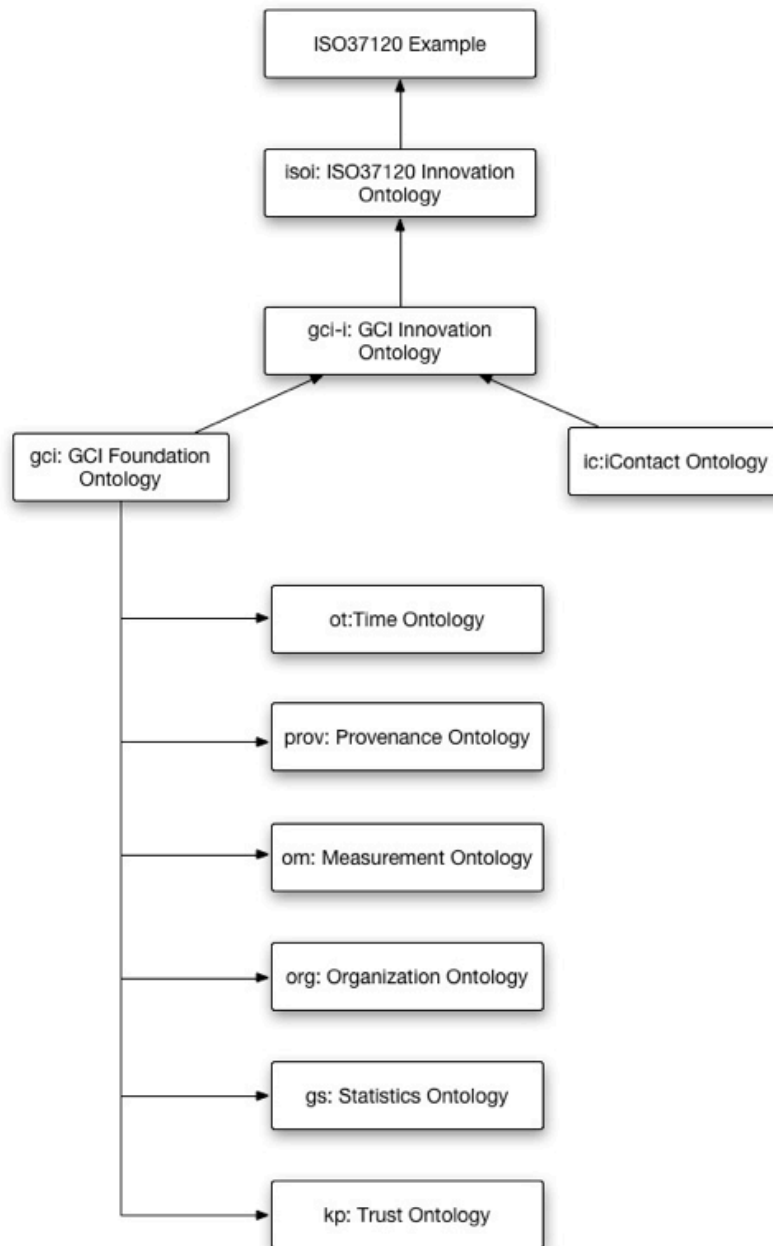 ISO37120 Example
isoi: ISO37120 Innovation
Ontology
gci-i: GCI Innovation
Ontology
gci: GCI Foundation
Ontology
ic:iContact Ontology
ot:Time Ontology
prov: Provenance Ontology
om: Measurement Ontology
org: Organization Ontology
gs: Statistics Ontology
kp: Trust Ontology